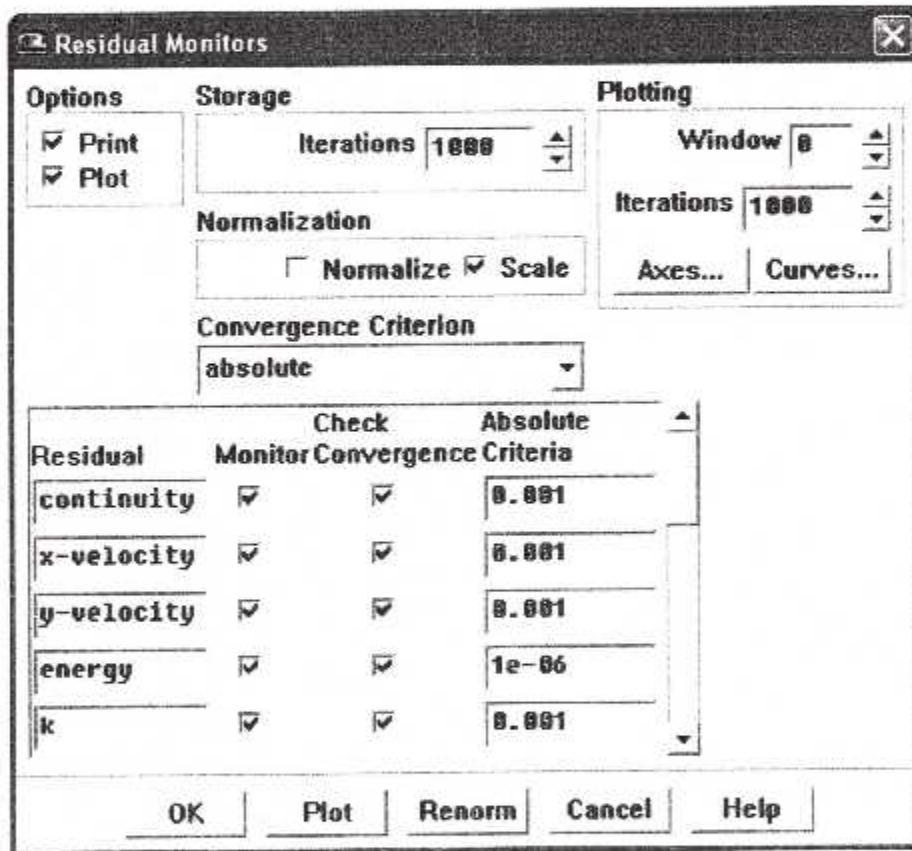 Residual Monitors
Options
Print
Plot
Storage
Iterations 1000
Normalization
Normalize Scale
Convergence Criterion
absolute
Plotting
Window 0
Iterations 1000
Axes... Curves...
Residual Monitor Check Convergence Absolute Criteria
continuity 0.001
x-velocity 0.001
y-velocity 0.001
energy 1e-06
k 0.001
OK Plot Renorm Cancel Help